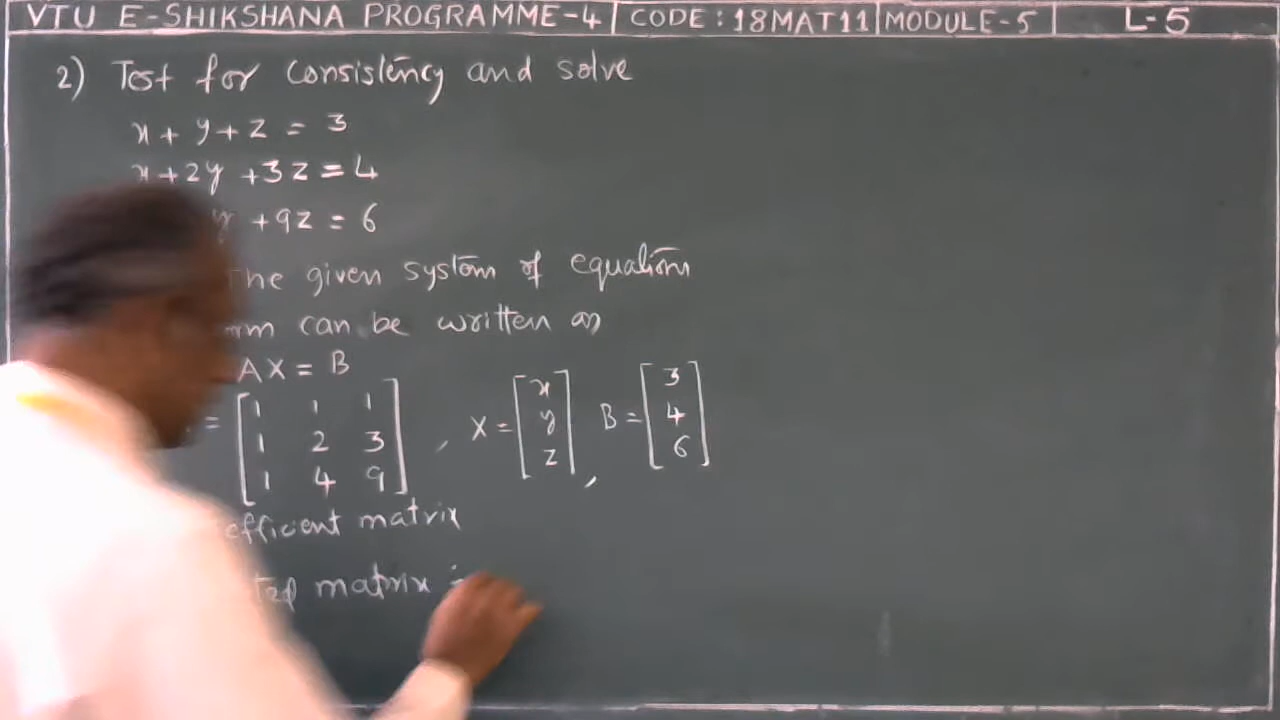 VTU E-SHIKSHANA PROGRAMME-4 | CODE: 18MAT11 | MODULE-5 | L-5
2) Test for consistency and solve
x + y + z = 3
x + 2y + 3z = 4
y + 9z = 6
The given system of equation
can be written as
AX = B
= [ 1 1 1 ] , X = [ x ] , B = [ 3 ]
1 2 3 y 4
1 4 9 z 6
efficient matrix
matrix